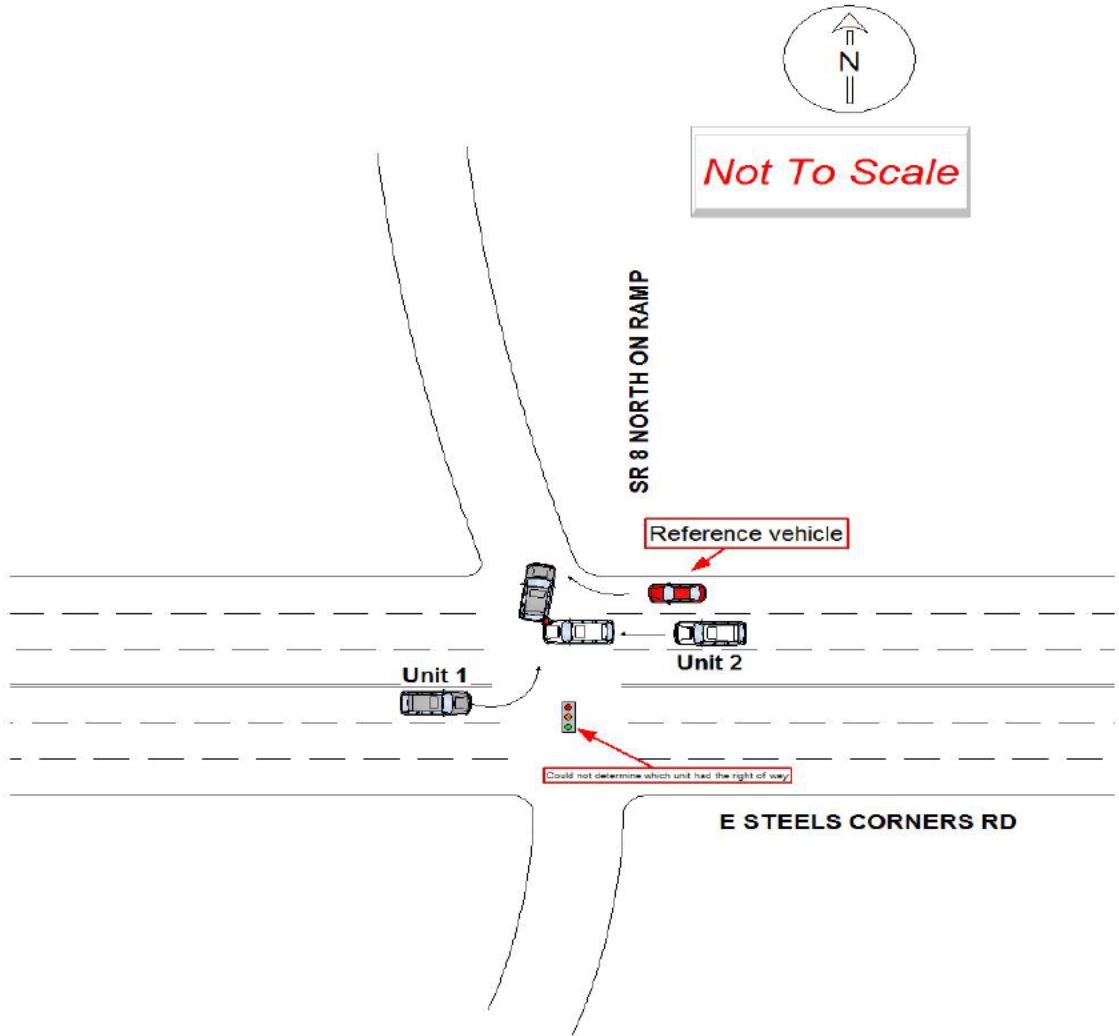 N
Not To Scale
SR 8 NORTH ON RAMP
Reference vehicle
Unit 2
Unit 1
Could not determine which unit had the right of way
E STEELS CORNERS RD